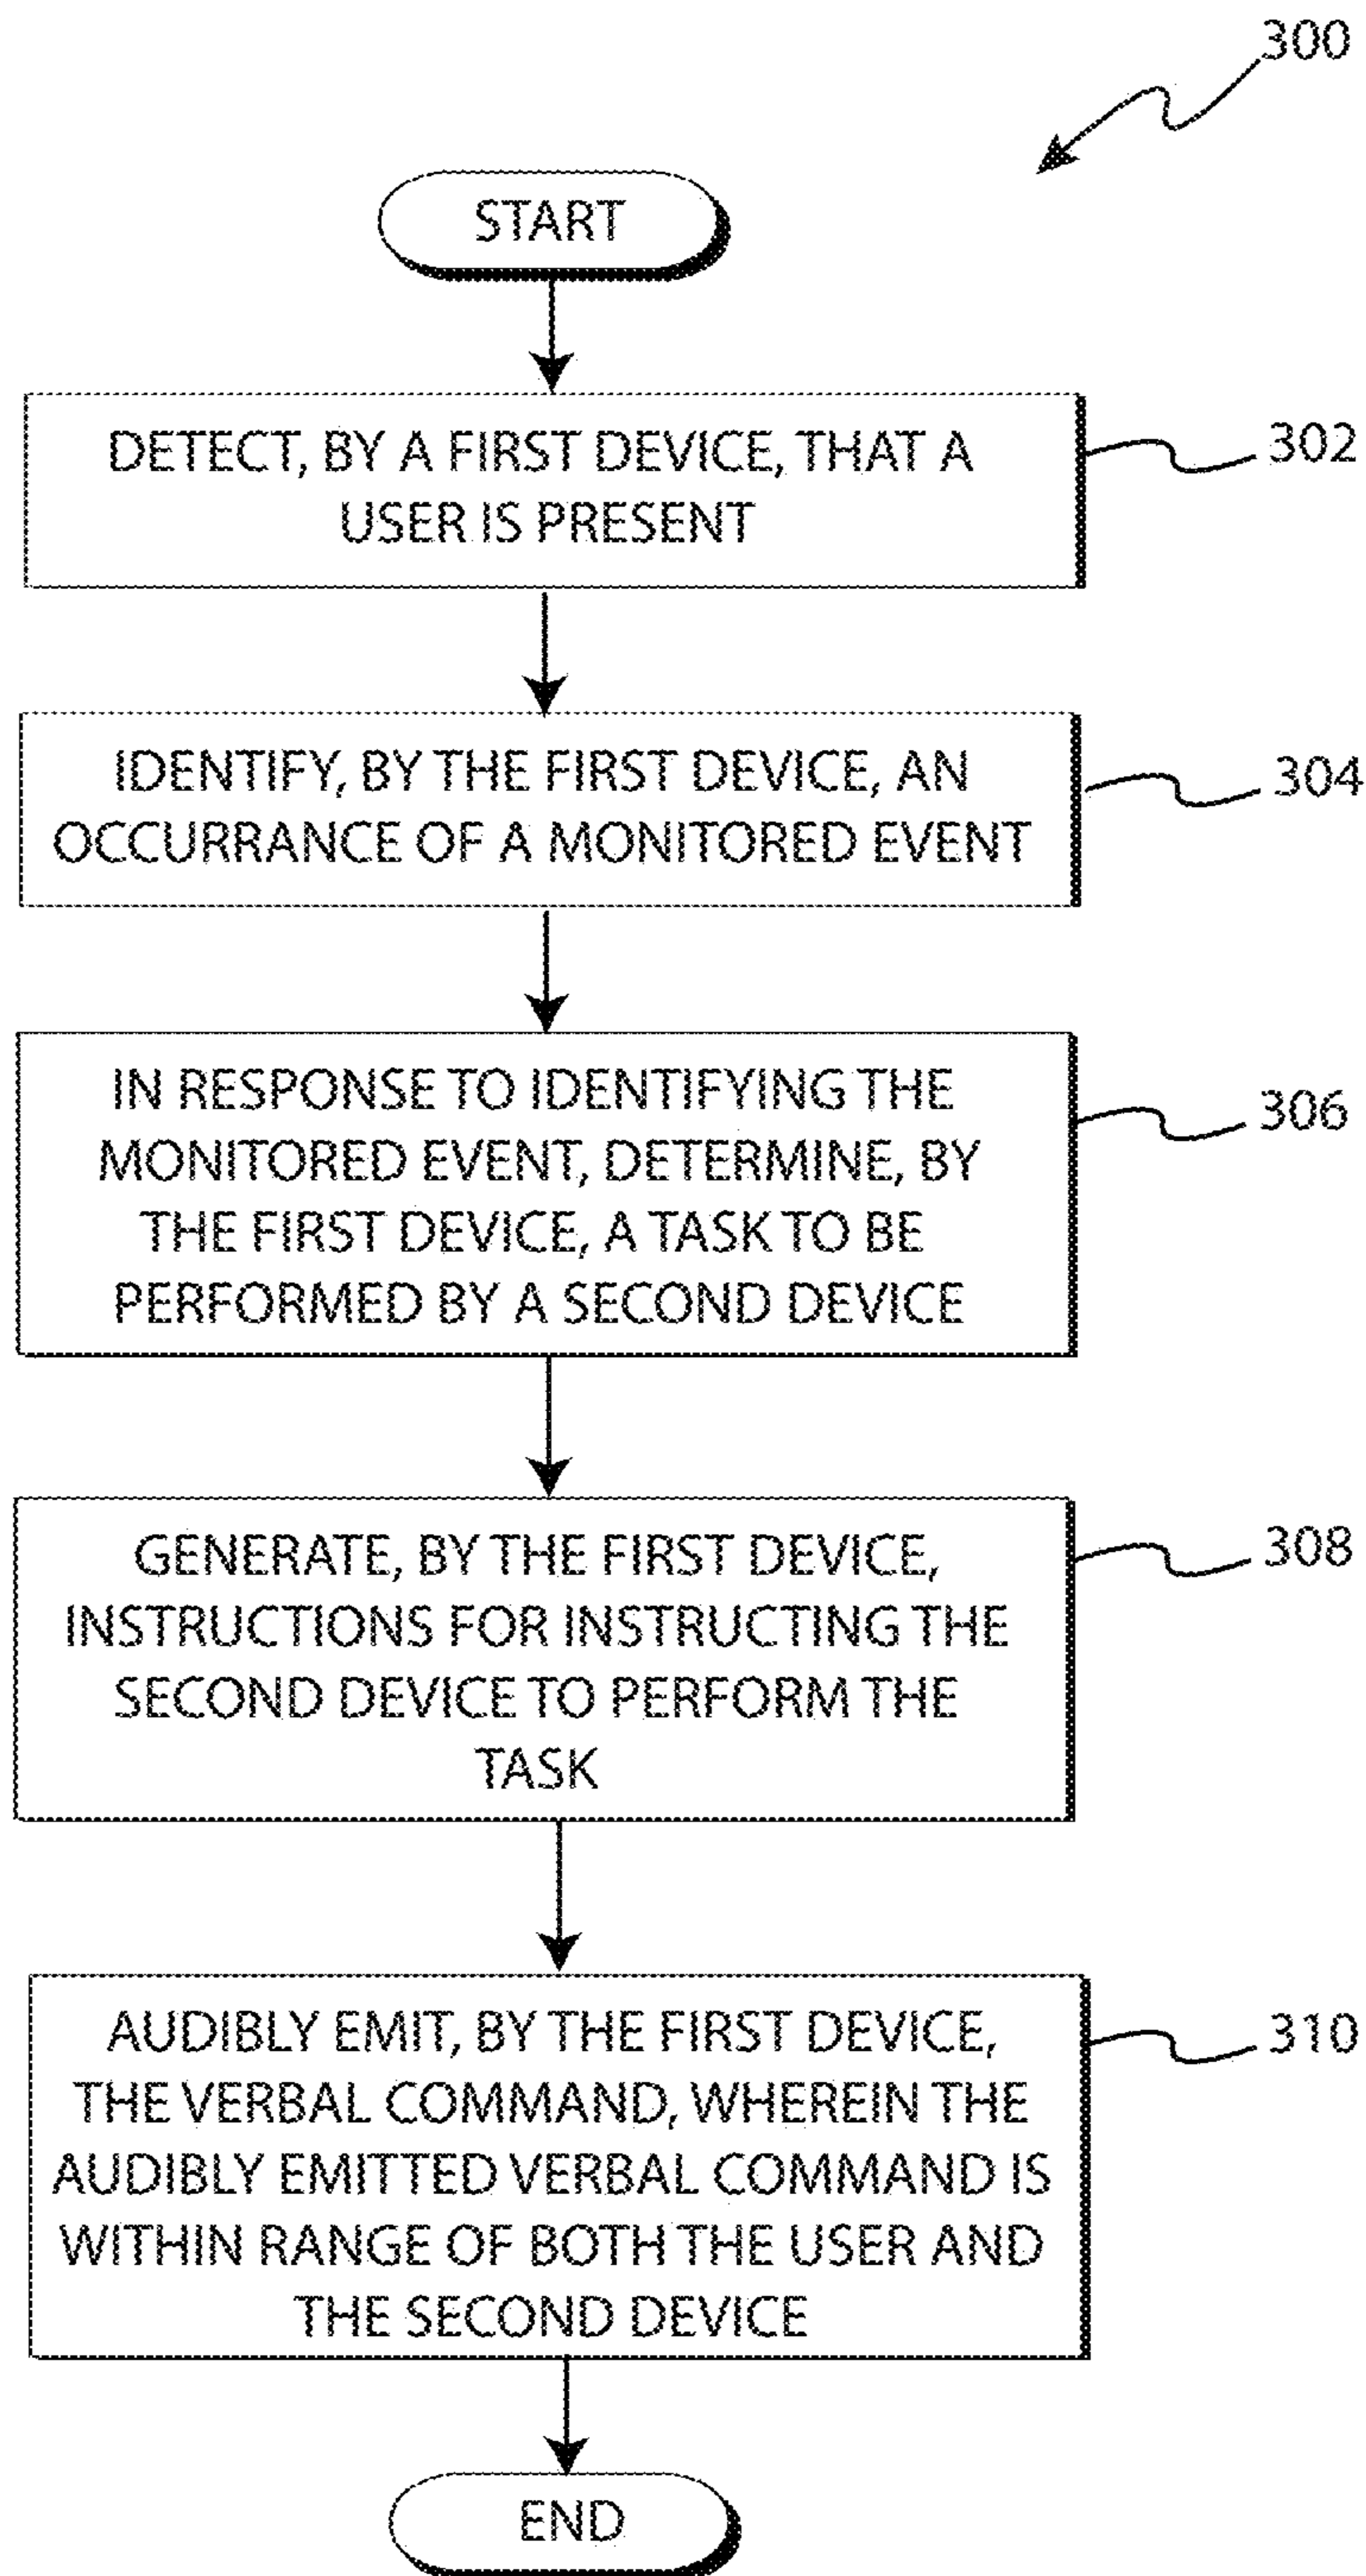 300
START
DETECT, BY A FIRST DEVICE, THAT A
USER IS PRESENT
302
IDENTIFY, BY THE FIRST DEVICE, AN
OCCURRANCE OF A MONITORED EVENT
304
IN RESPONSE TO IDENTIFYING THE
MONITORED EVENT, DETERMINE, BY
THE FIRST DEVICE, A TASK TO BE
PERFORMED BY A SECOND DEVICE
306
GENERATE, BY THE FIRST DEVICE,
INSTRUCTIONS FOR INSTRUCTING THE
SECOND DEVICE TO PERFORM THE
TASK
308
AUDIBLY EMIT, BY THE FIRST DEVICE,
THE VERBAL COMMAND, WHEREIN THE
AUDIBLY EMITTED VERBAL COMMAND IS
WITHIN RANGE OF BOTH THE USER AND
THE SECOND DEVICE
310
END